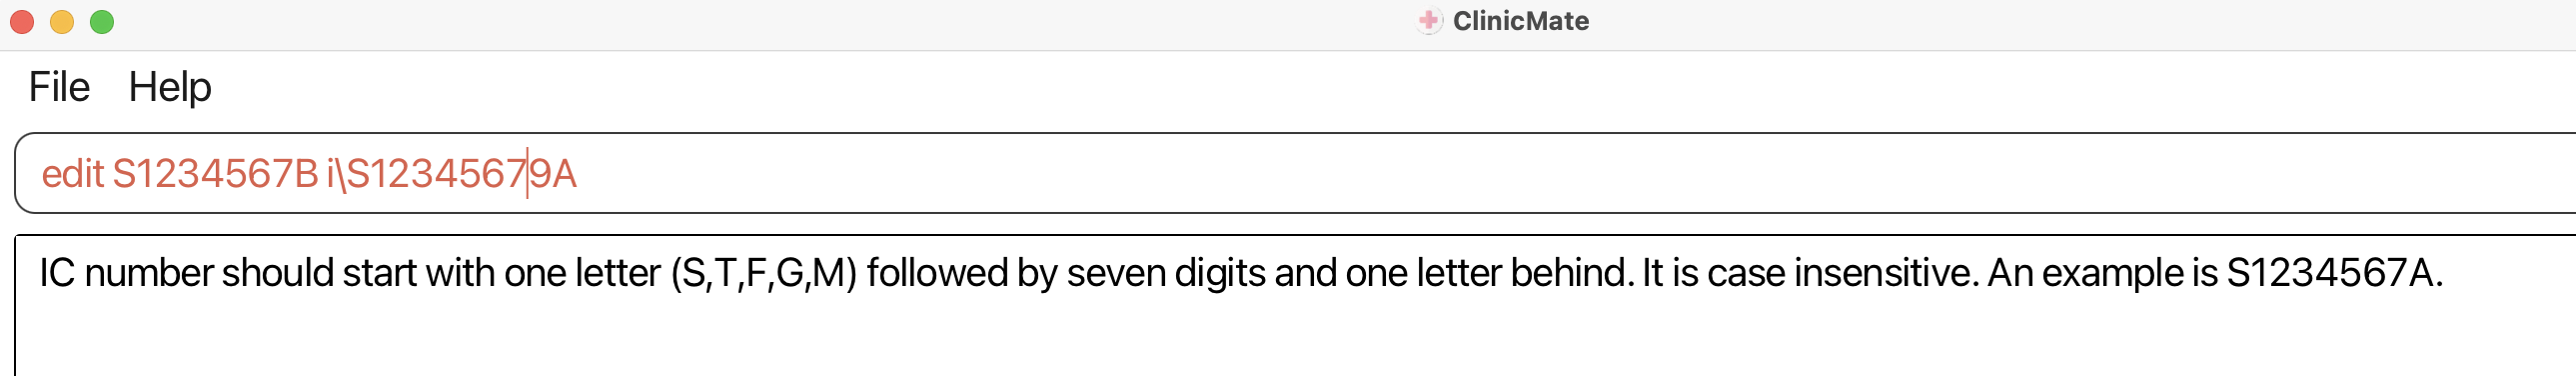 ClinicMate
File Help
edit S1234567B i\S12345679A
IC number should start with one letter (S,T,F,G,M) followed by seven digits and one letter behind. It is case insensitive. An example is S1234567A.